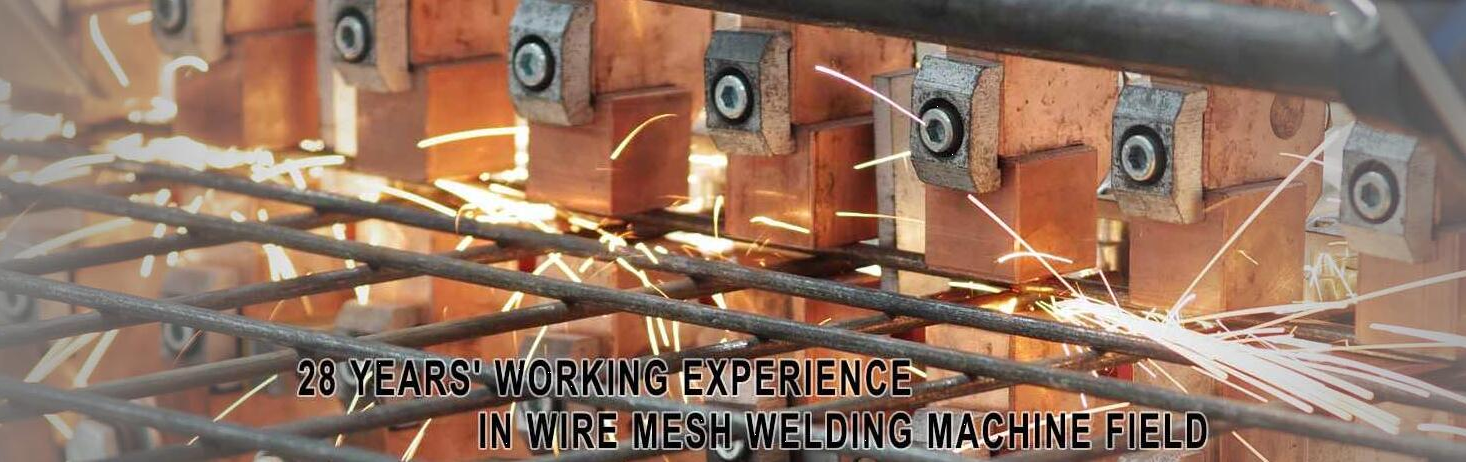 28 YEARS' WORKING EXPERIENCE
IN WIRE MESH WELDING MACHINE FIELD